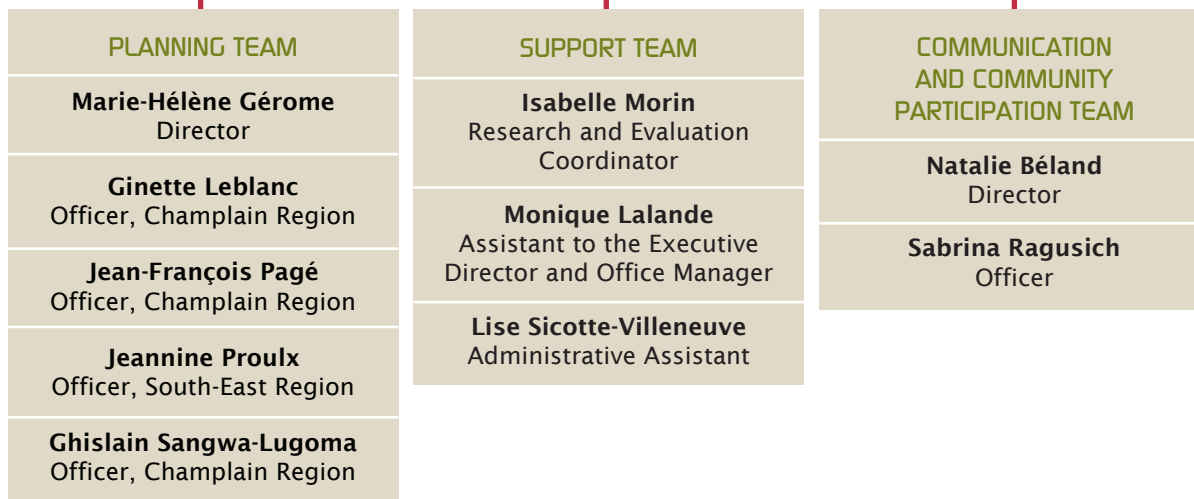 PLANNING TEAM
Marie-Hélène Gérome
Director
Ginette Leblanc
Officer, Champlain Region
Jean-François Pagé
Officer, Champlain Region
Jeannine Proulx
Officer, South-East Region
Ghislain Sangwa-Lugoma
Officer, Champlain Region
SUPPORT TEAM
Isabelle Morin
Research and Evaluation
Coordinator
Monique Lalande
Assistant to the Executive
Director and Office Manager
Lise Sicotte-Villeneuve
Administrative Assistant
COMMUNICATION
AND COMMUNITY
PARTICIPATION TEAM
Natalie Béland
Director
Sabrina Ragusich
Officer